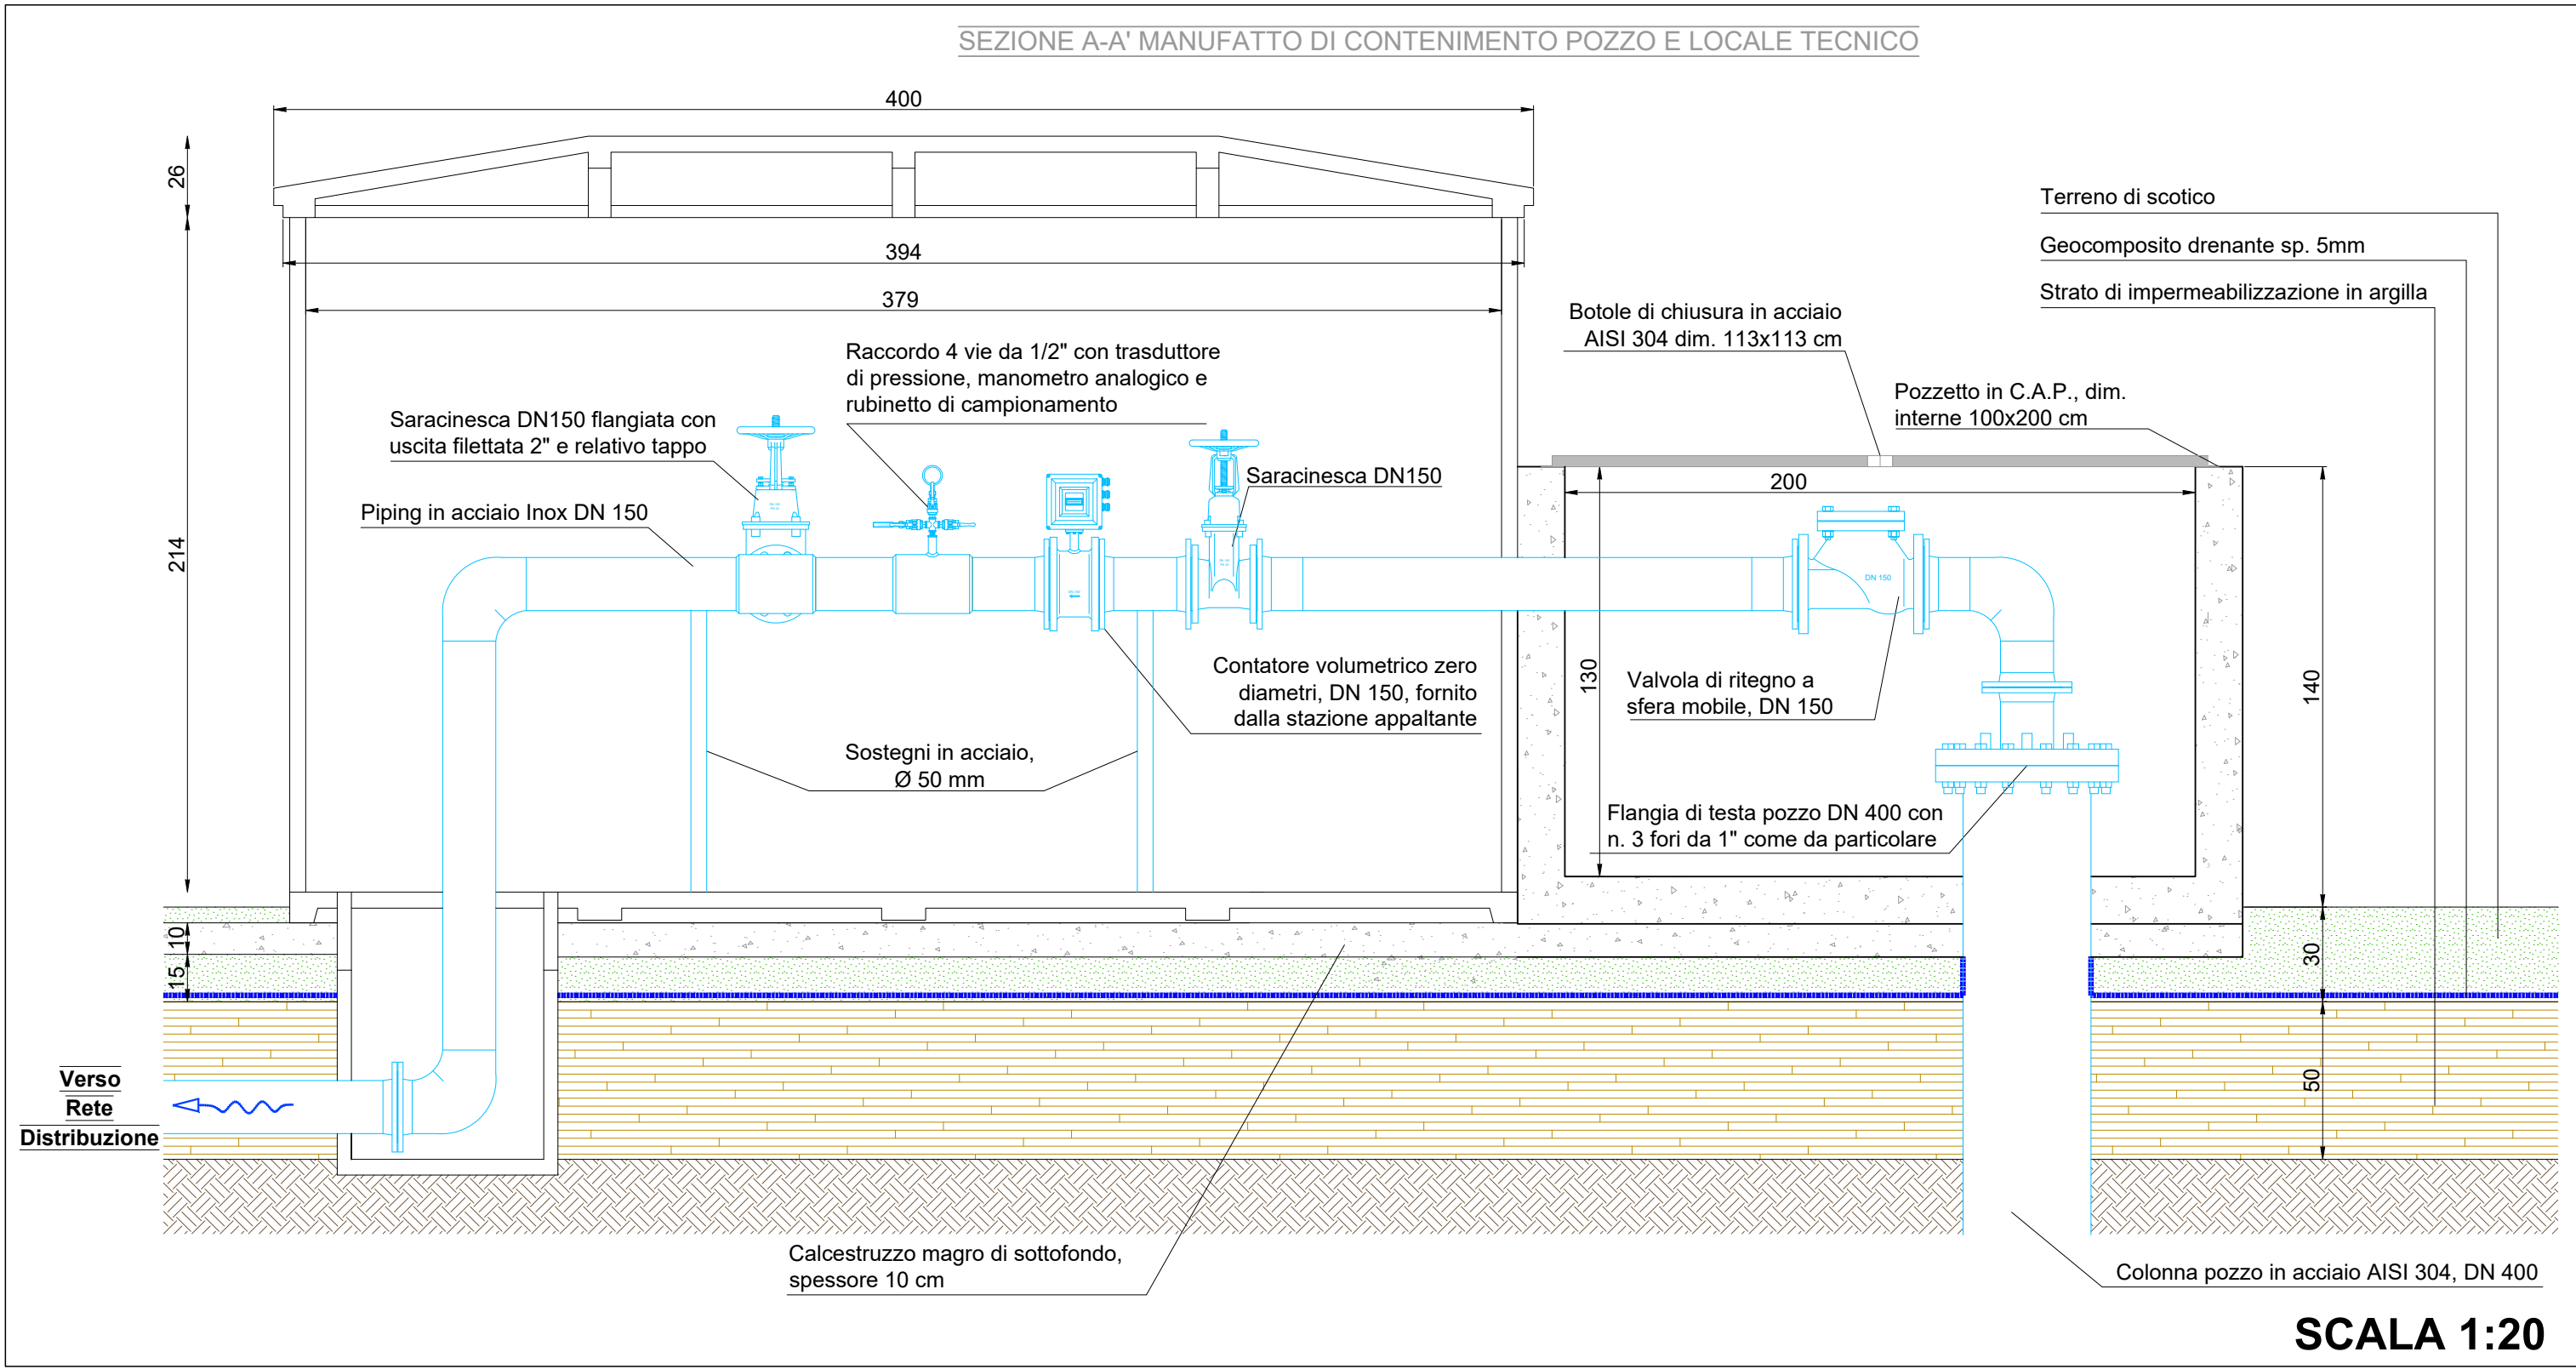 SEZIONE A-A' MANUFATTO DI CONTENIMENTO POZZO E LOCALE TECNICO
400
26
394
379
214
Terreno di scotico
Geocomposito drenante sp. 5mm
Strato di impermeabilizzazione in argilla
Botole di chiusura in acciaio
AISI 304 dim. 113x113 cm
Pozzetto in C.A.P., dim.
interne 100x200 cm
Raccordo 4 vie da 1/2" con trasduttore
di pressione, manometro analogico e
rubinetto di campionamento
Saracinesca DN150 flangiata con
uscita filettata 2" e relativo tappo
Saracinesca DN150
Piping in acciaio Inox DN 150
200
DN 150
130
140
Contatore volumetrico zero
diametri, DN 150, fornito
dalla stazione appaltante
Valvola di ritegno a
sfera mobile, DN 150
Sostegni in acciaio,
Ø 50 mm
Flangia di testa pozzo DN 400 con
n. 3 fori da 1" come da particolare
10
15
30
50
Verso
Rete
Distribuzione
Calcestruzzo magro di sottofondo,
spessore 10 cm
Colonna pozzo in acciaio AISI 304, DN 400
SCALA 1:20